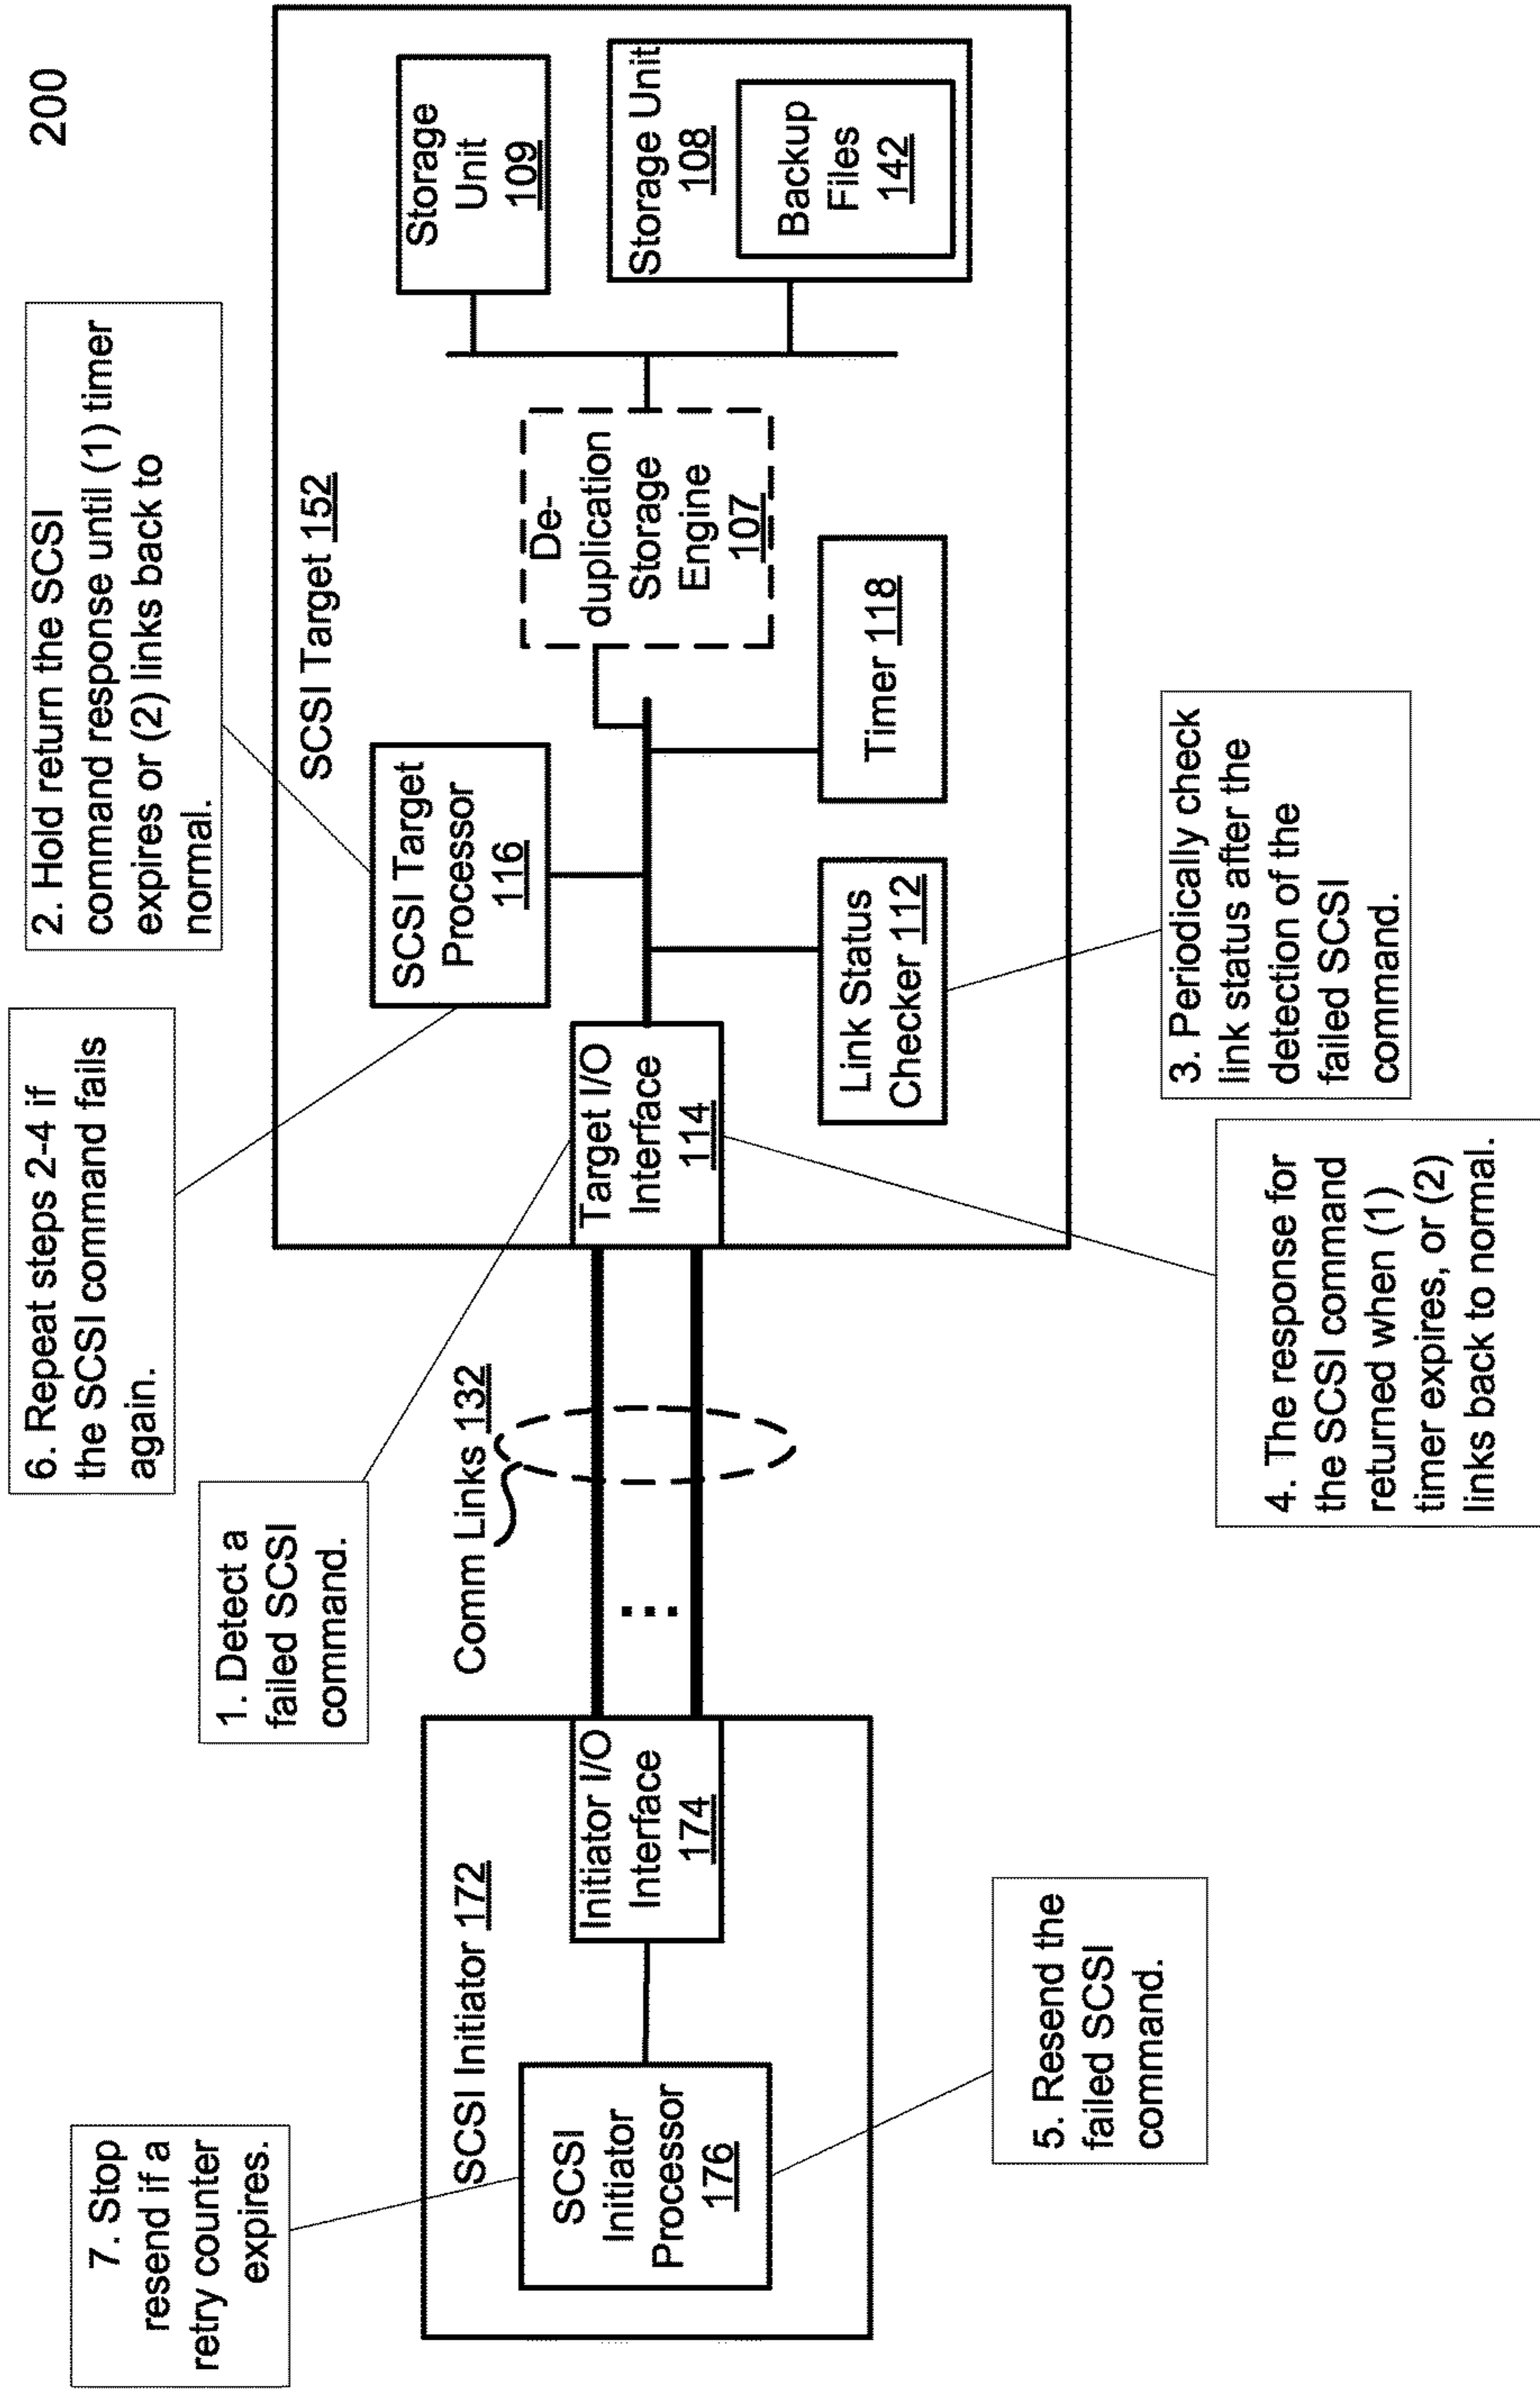 200
7. Stop
resend if a
retry counter
expires.
1. Detect a
failed SCSI
command.
6. Repeat steps 2-4 if
the SCSI command fails
again.
2. Hold return the SCSI
command response until (1) timer
expires or (2) links back to
normal.
SCSI Initiator 172
SCSI
Initiator
Processor
176
Initiator I/O
Interface
174
Comm Links 132
...
SCSI Target 152
Target I/O
Interface
114
SCSI Target
Processor
116
Link Status
Checker 112
Timer 118
De-
duplication
Storage
Engine
107
Storage
Unit
109
Storage Unit
108
Backup
Files
142
5. Resend the
failed SCSI
command.
4. The response for
the SCSI command
returned when (1)
timer expires, or (2)
links back to normal.
3. Periodically check
link status after the
detection of the
failed SCSI
command.